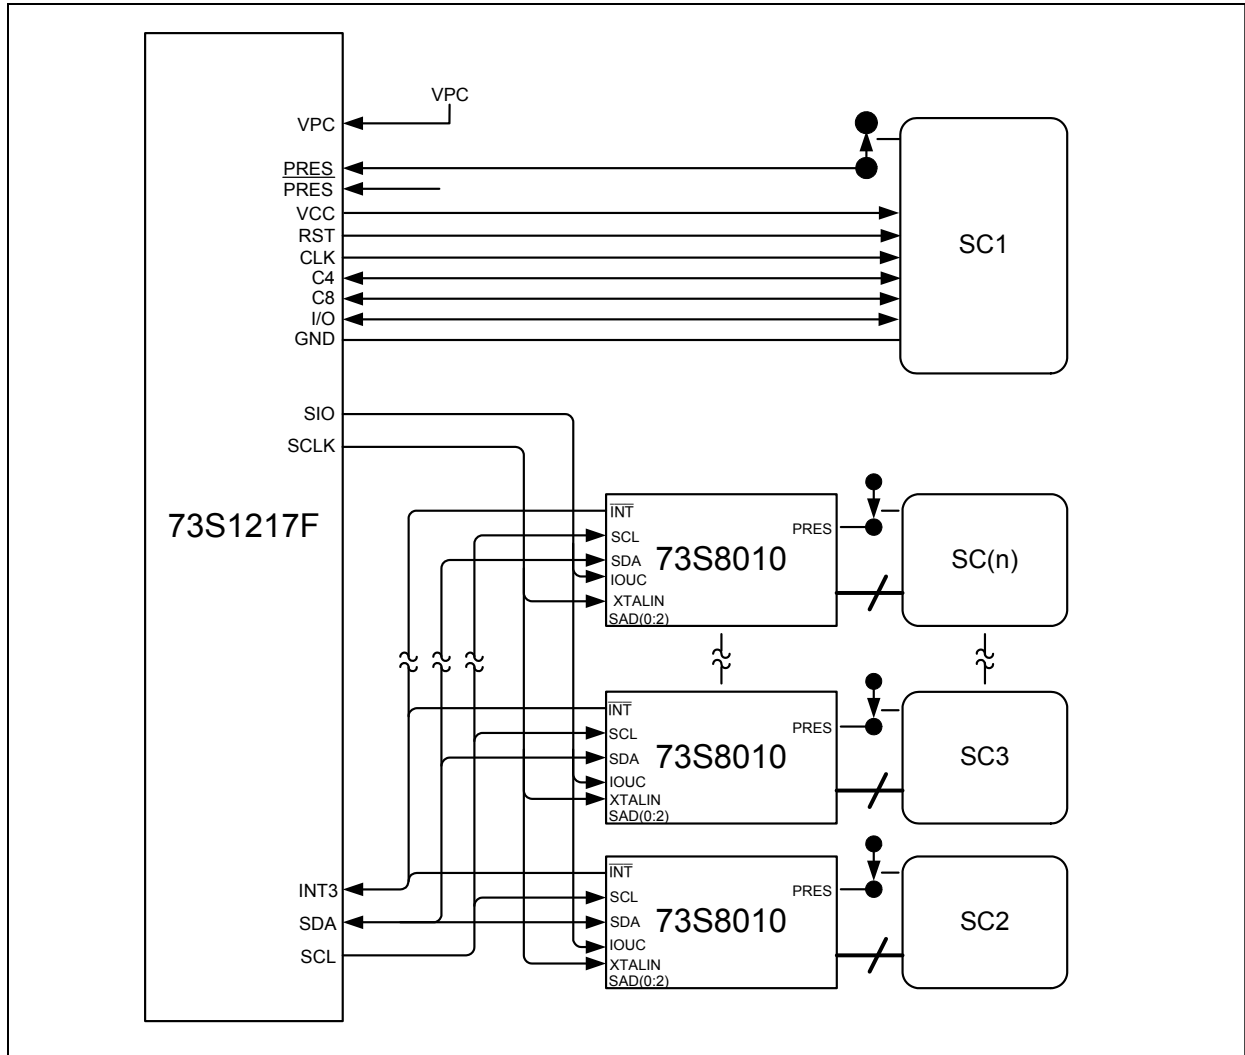 VPC
VPC
PRES
PRES
VCC
RST
CLK
C4
C8
I/O
GND
SC1
SIO
SCLK
73S1217F
INT
SCL
SDA
IOUC
XTALIN
SAD(0:2)
73S8010
PRES
SC(n)
INT
SCL
SDA
IOUC
XTALIN
SAD(0:2)
73S8010
PRES
SC3
INT
SCL
SDA
IOUC
XTALIN
SAD(0:2)
73S8010
PRES
SC2
INT3
SDA
SCL